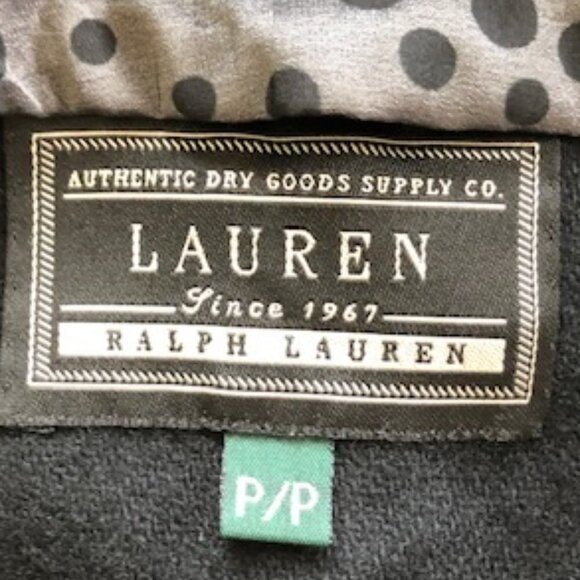 AUTHENTIC DRY GOODS SUPPLY CO.
LAUREN
Since 1967
RALPH LAUREN
P/P